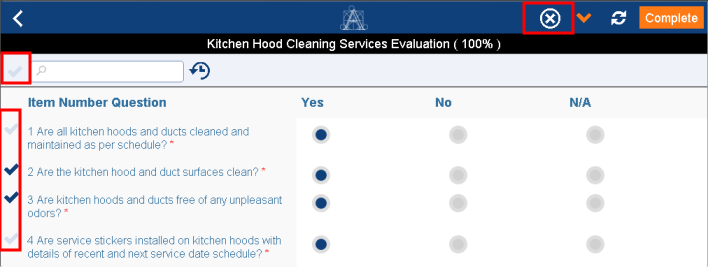 Complete
Kitchen Hood Cleaning Services Evaluation ( 100% )
Item Number Question Yes No N/A
1 Are all kitchen hoods and ducts cleaned and
maintained as per schedule? *
2 Are the kitchen hood and duct surfaces clean? *
3 Are kitchen hoods and ducts free of any unpleasant
odors? *
4 Are service stickers installed on kitchen hoods with
details of recent and next service date schedule? *